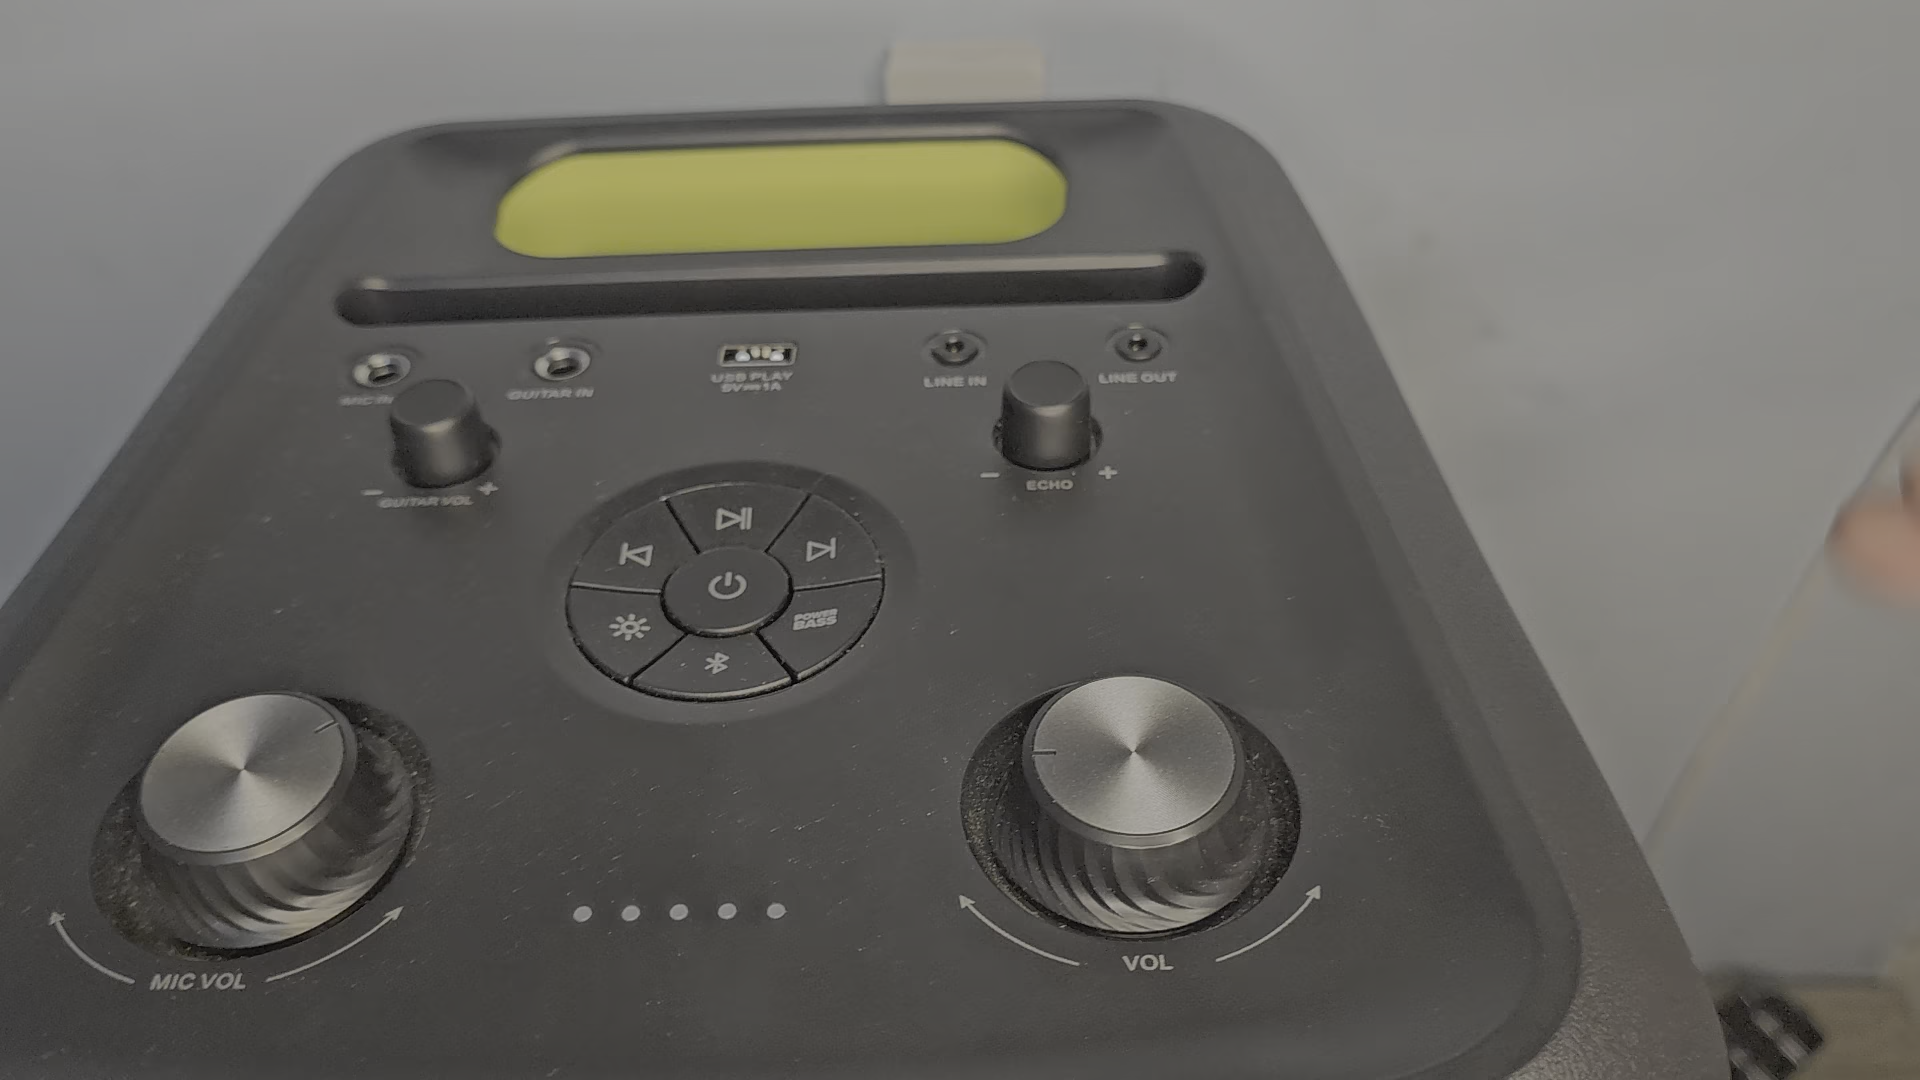 MIC IN
GUITAR IN
USB PLAY
5V⎓1A
LINE IN
LINE OUT
- GUITAR VOL +
- ECHO +
POWER
BASS
MIC VOL
VOL